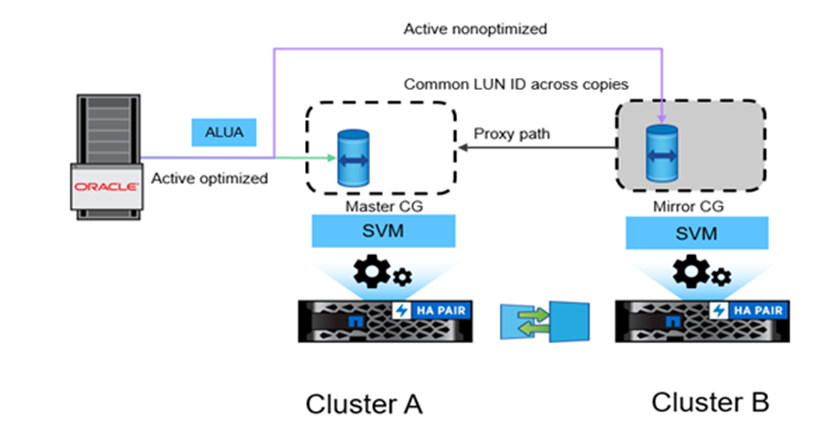 Active nonoptimized
Common LUN ID across copies
ALUA
Proxy path
ORACLE
Active optimized
Master CG
Mirror CG
SVM
SVM
HA PAIR
HA PAIR
Cluster A
Cluster B